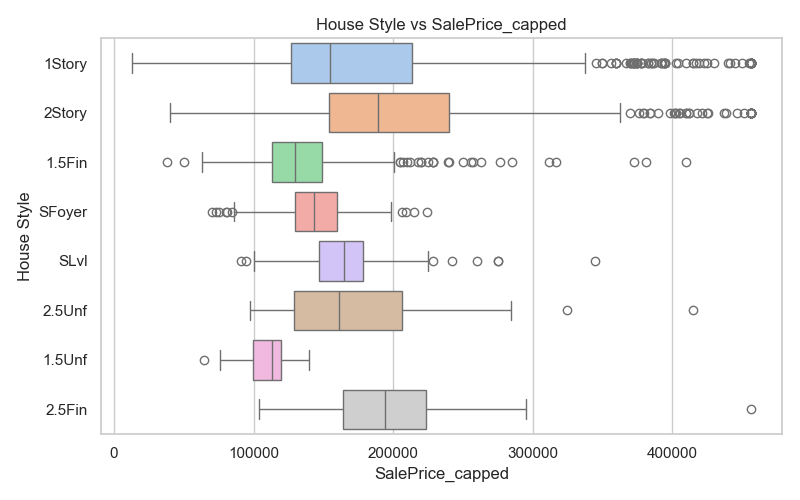 House Style vs SalePrice_capped
House Style
1Story
2Story
1.5Fin
SFoyer
SLvl
2.5Unf
1.5Unf
2.5Fin
0 100000 200000 300000 400000
SalePrice_capped